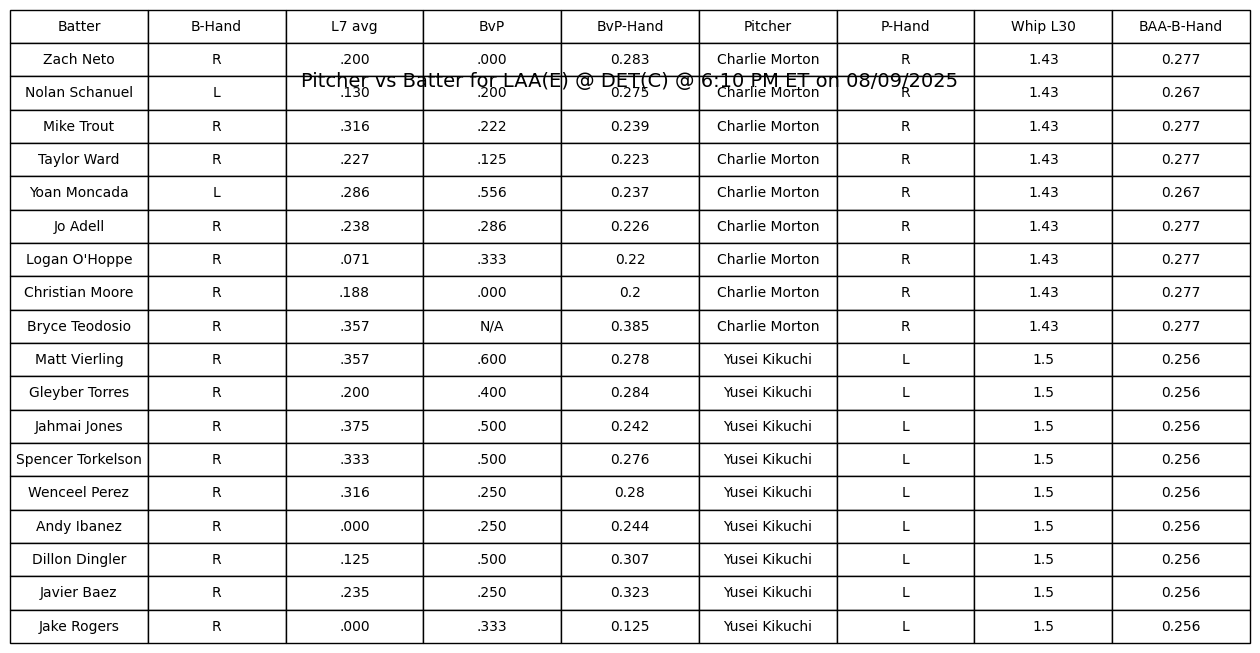 Batter B-Hand L7 avg BvP BvP-Hand Pitcher P-Hand Whip L30 BAA-B-Hand
Zach Neto R .200 .000 0.283 Charlie Morton R 1.43 0.277
Pitcher vs Batter for LAA(E) @ DET(C) @ 6:10 PM ET on 08/09/2025
Nolan Schanuel L .130 .200 0.275 Charlie Morton R 1.43 0.267
Mike Trout R .316 .222 0.239 Charlie Morton R 1.43 0.277
Taylor Ward R .227 .125 0.223 Charlie Morton R 1.43 0.277
Yoan Moncada L .286 .556 0.237 Charlie Morton R 1.43 0.267
Jo Adell R .238 .286 0.226 Charlie Morton R 1.43 0.277
Logan O'Hoppe R .071 .333 0.22 Charlie Morton R 1.43 0.277
Christian Moore R .188 .000 0.2 Charlie Morton R 1.43 0.277
Bryce Teodosio R .357 N/A 0.385 Charlie Morton R 1.43 0.277
Matt Vierling R .357 .600 0.278 Yusei Kikuchi L 1.5 0.256
Gleyber Torres R .200 .400 0.284 Yusei Kikuchi L 1.5 0.256
Jahmai Jones R .375 .500 0.242 Yusei Kikuchi L 1.5 0.256
Spencer Torkelson R .333 .500 0.276 Yusei Kikuchi L 1.5 0.256
Wenceel Perez R .316 .250 0.28 Yusei Kikuchi L 1.5 0.256
Andy Ibanez R .000 .250 0.244 Yusei Kikuchi L 1.5 0.256
Dillon Dingler R .125 .500 0.307 Yusei Kikuchi L 1.5 0.256
Javier Baez R .235 .250 0.323 Yusei Kikuchi L 1.5 0.256
Jake Rogers R .000 .333 0.125 Yusei Kikuchi L 1.5 0.256